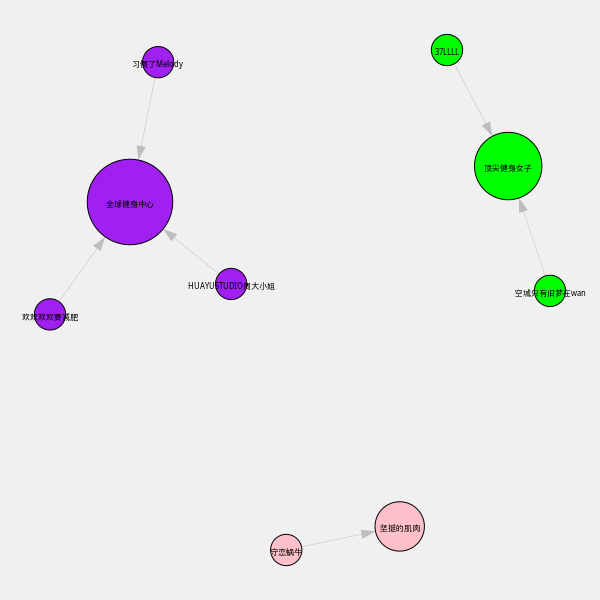 37LLLL
习惯了Melody
顶尖健身女子
全球健身中心
HUAYUSTUDIO周大小姐
空城只有旧梦在wan
欢欢欢欢要减肥
坚挺的肌肉
守恋蜗牛